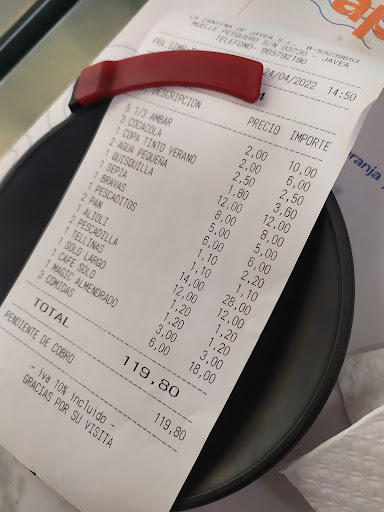 LA CANTINA DE JAVEA S.L. B-53239653
MUELLE PESQUERO S/N 03730 - JAVEA
TELEFONO: 965792190
FRA.SIMP 24/04/2022 14:50
DESCRIPCION PRECIO IMPORTE
5 1/3 AMBAR 2,00 10,00
3 COCACOLA 2,00 6,00
1 COPA TINTO VERANO 2,50 2,50
2 AGUA PEQUEÑA 1,80 3,60
1 QUISQUILLA 12,00 12,00
1 SEPIA 8,00 8,00
1 BRAVAS 5,00 5,00
1 PESCADITOS 6,00 6,00
2 PAN 1,10 2,20
1 ALIOLI 1,10 1,10
2 PESCADILLA 14,00 28,00
1 TELLINAS 12,00 12,00
1 SOLO LARGO 1,20 1,20
1 CAFE SOLO 1,20 1,20
1 MAGIC ALMENDRADO 3,00 3,00
3 COMIDAS 6,00 18,00
TOTAL 119,80
PENDIENTE DE COBRO 119,80
- iva 10% incluido -
GRACIAS POR SU VISITA